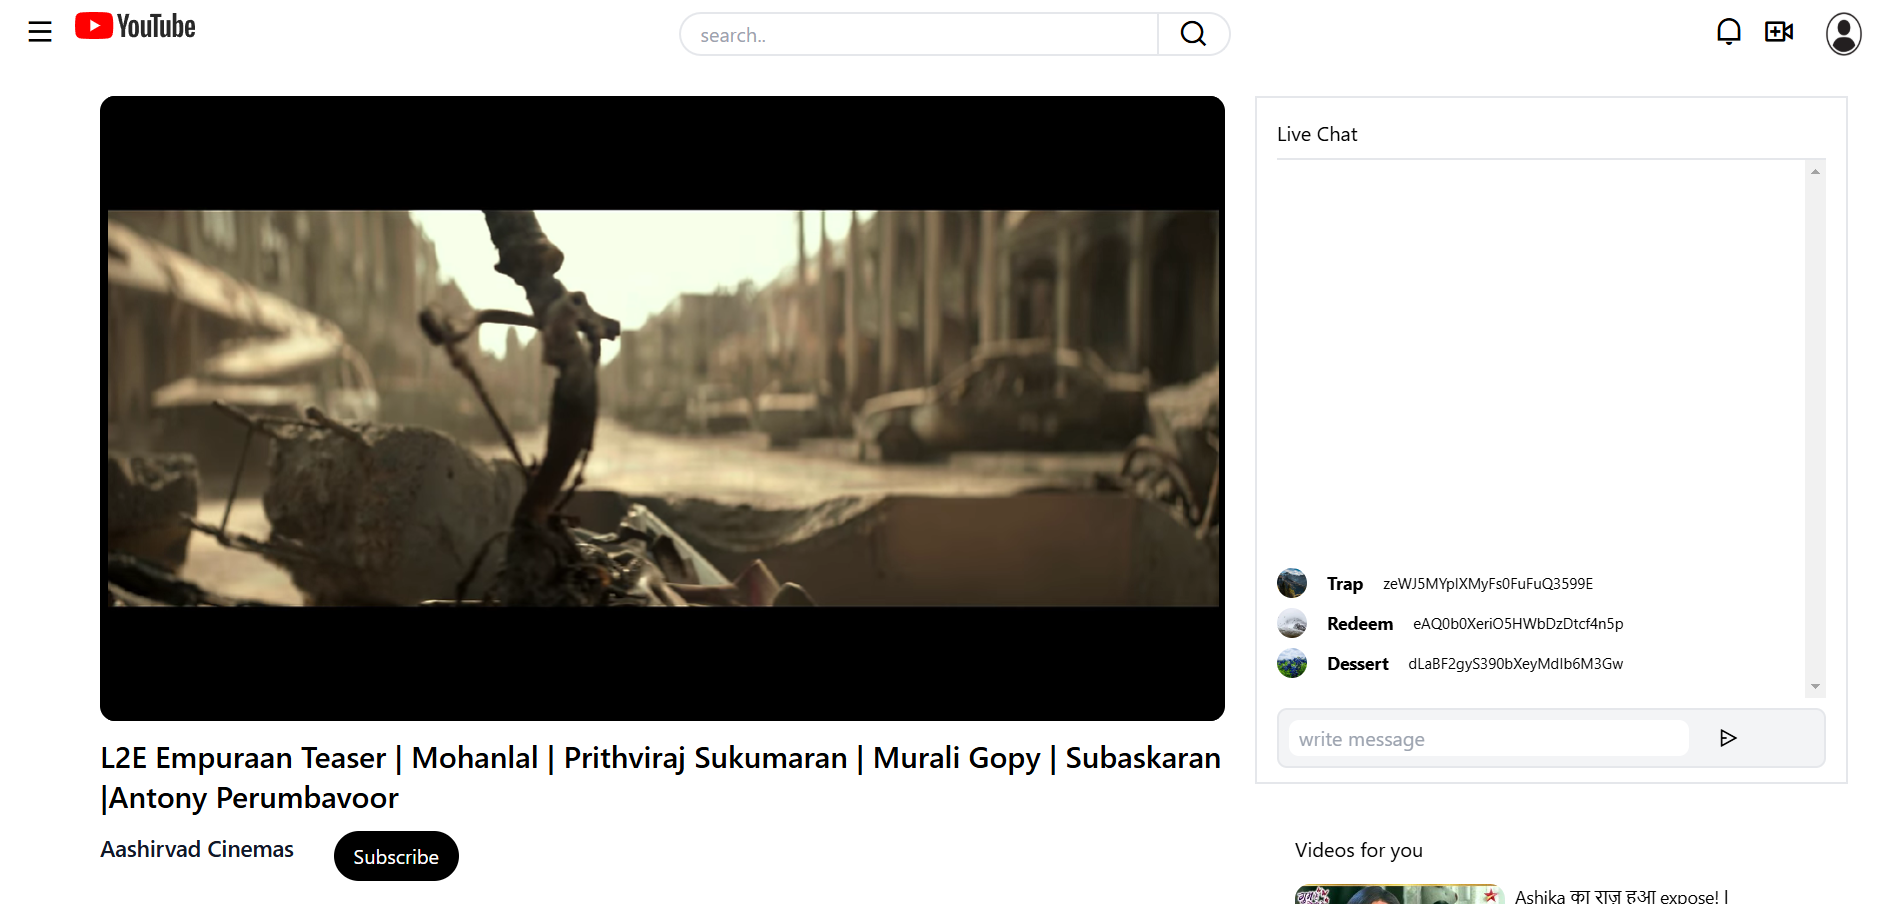 YouTube
search..
Live Chat
Trap zeWJ5MYplXMyFs0FuFuQ3599E
Redeem eAQ0b0XeriO5HWbDzDtcf4n5p
Dessert dLaBF2gyS390bXeyMdIb6M3Gw
write message
L2E Empuraan Teaser | Mohanlal | Prithviraj Sukumaran | Murali Gopy | Subaskaran
|Antony Perumbavoor
Aashirvad Cinemas
Subscribe
Videos for you
Ashika का राज़ हुआ expose! |